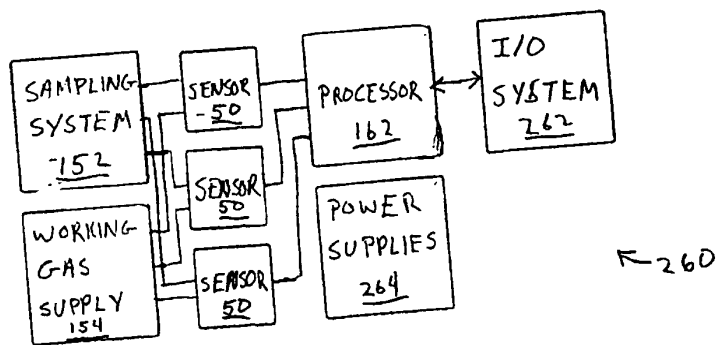 SAMPLING
SYSTEM
152
WORKING
GAS
SUPPLY
154
SENSOR
50
SENSOR
50
SENSOR
50
PROCESSOR
162
POWER
SUPPLIES
264
I/O
SYSTEM
262
260